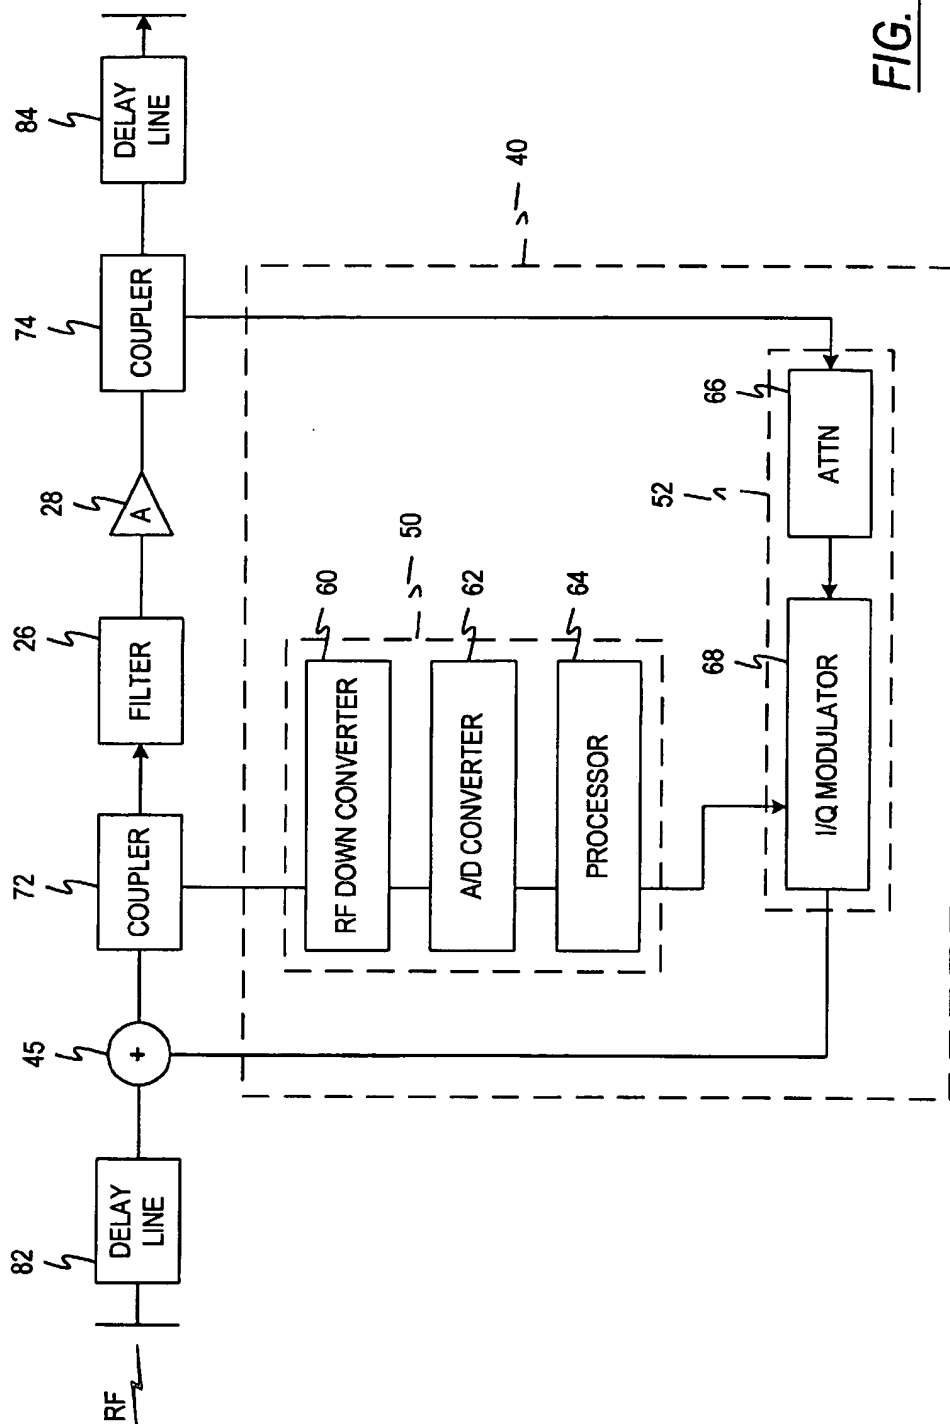 RF
82
DELAY
LINE
45
+
72
COUPLER
26
FILTER
28
A
74
COUPLER
84
DELAY
LINE
40
50
60
RF DOWN CONVERTER
62
A/D CONVERTER
64
PROCESSOR
52
66
ATTN
68
I/Q MODULATOR
FIG.